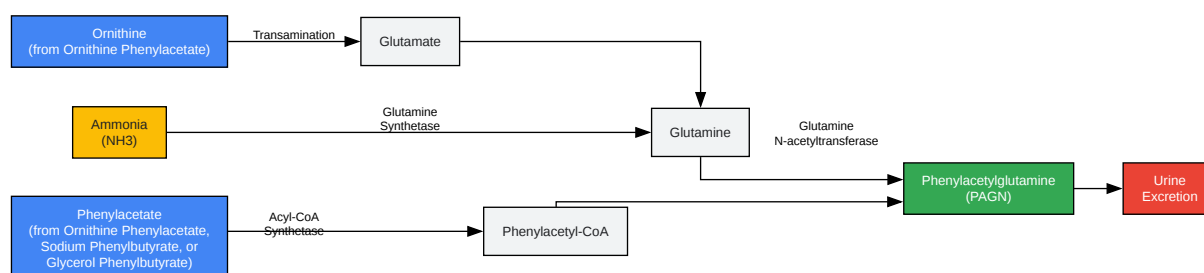 Ornithine
(from Ornithine Phenylacetate)
Transamination
Glutamate
Ammonia
(NH3)
Glutamine
Synthetase
Glutamine
Glutamine
N-acetyltransferase
Phenylacetate
(from Ornithine Phenylacetate,
Sodium Phenylbutyrate, or
Glycerol Phenylbutyrate)
Acyl-CoA
Synthetase
Phenylacetyl-CoA
Phenylacetylglutamine
(PAGN)
Urine
Excretion